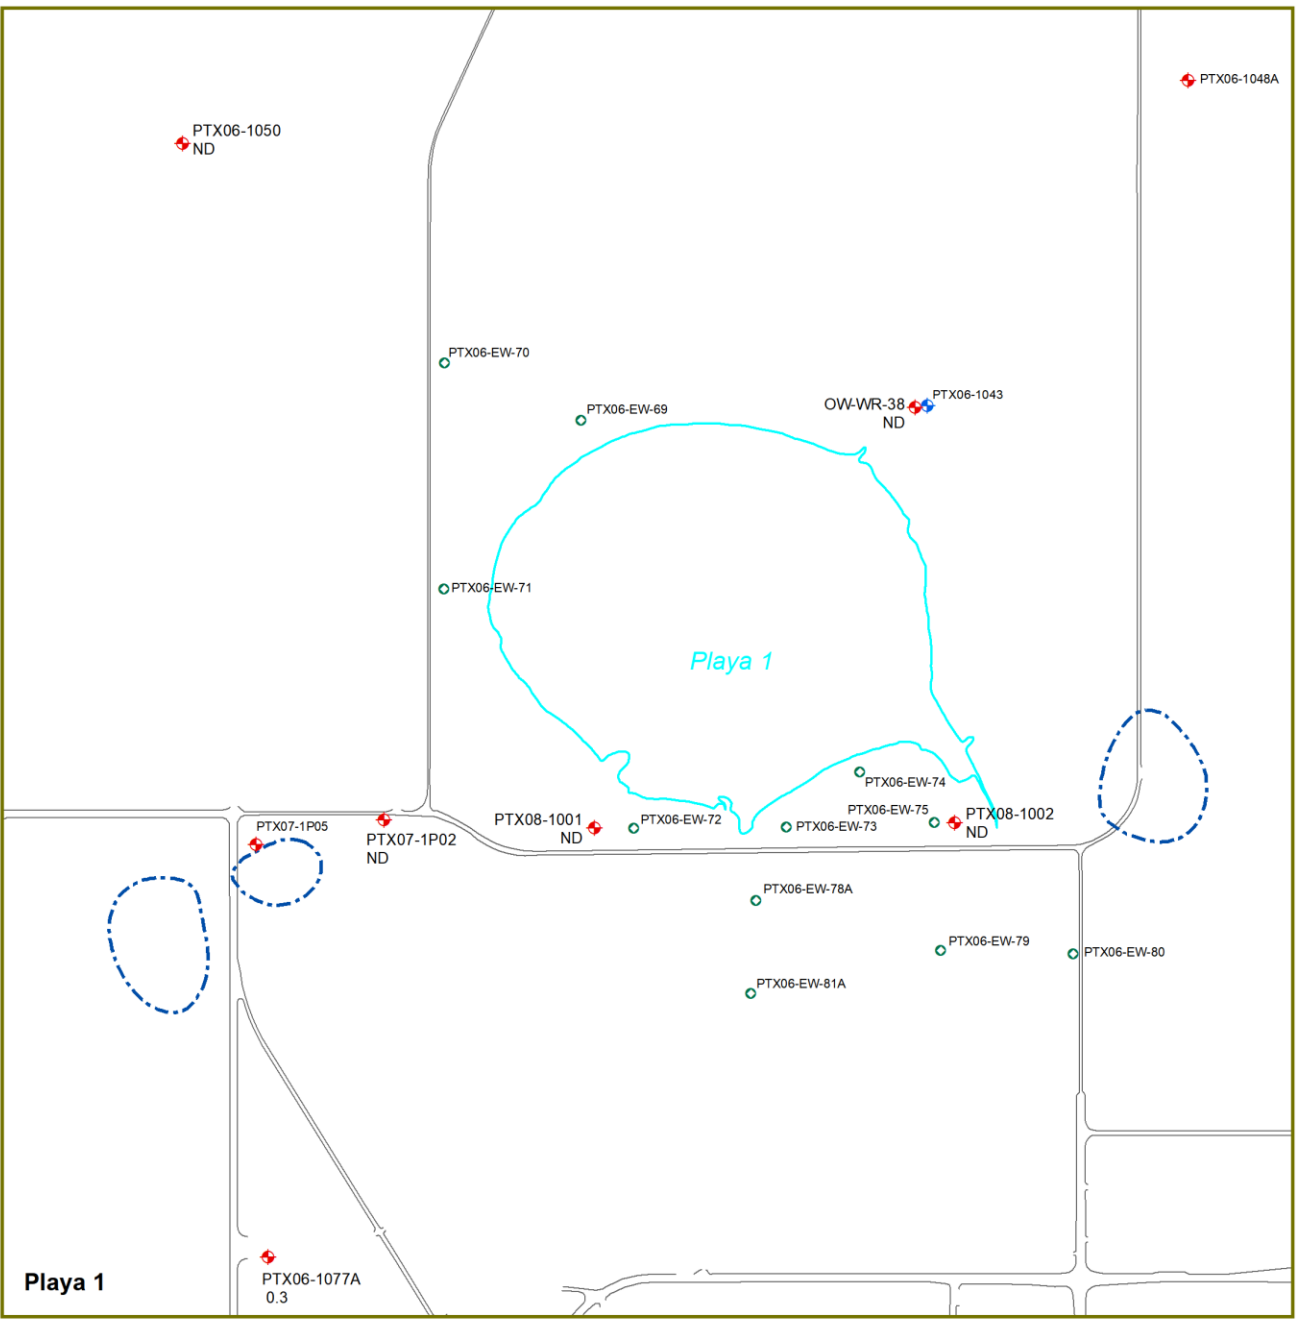 PTX06-1048A
PTX06-1050
ND
PTX06-EW-70
PTX06-EW-69
OW-WR-38
ND
PTX06-1043
PTX06-EW-71
Playa 1
PTX06-EW-74
PTX06-EW-75
PTX08-1002
ND
PTX07-1P05
PTX07-1P02
ND
PTX08-1001
ND
PTX06-EW-72
PTX06-EW-73
PTX06-EW-78A
PTX06-EW-79
PTX06-EW-80
PTX06-EW-81A
PTX06-1077A
0.3
Playa 1